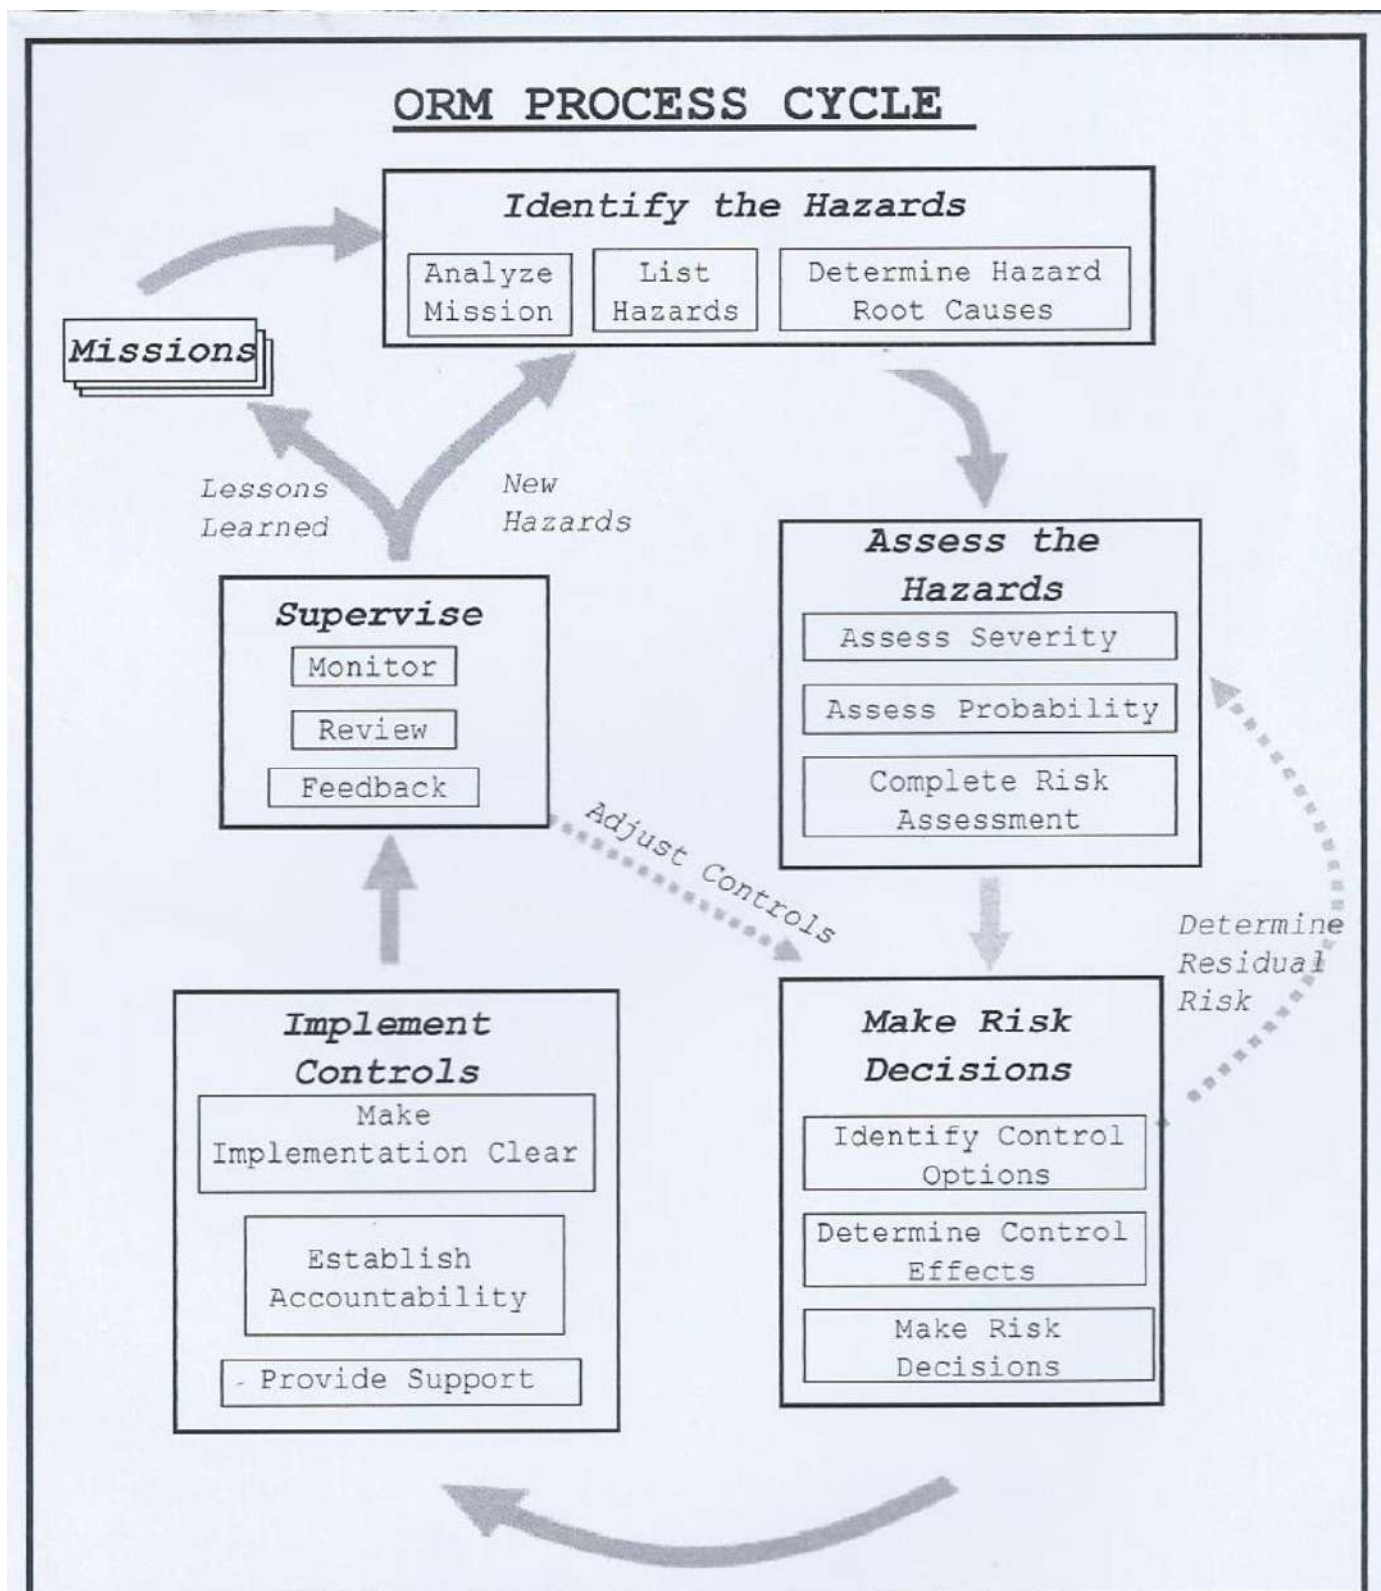 ORM PROCESS CYCLE
Identify the Hazards
Analyze
Mission
List
Hazards
Determine Hazard
Root Causes
Missions
Lessons
Learned
New
Hazards
Assess the
Hazards
Assess Severity
Assess Probability
Complete Risk
Assessment
Supervise
Monitor
Review
Feedback
Adjust Controls
Determine
Residual
Risk
Make Risk
Decisions
Identify Control
Options
Determine Control
Effects
Make Risk
Decisions
Implement
Controls
Make
Implementation Clear
Establish
Accountability
Provide Support